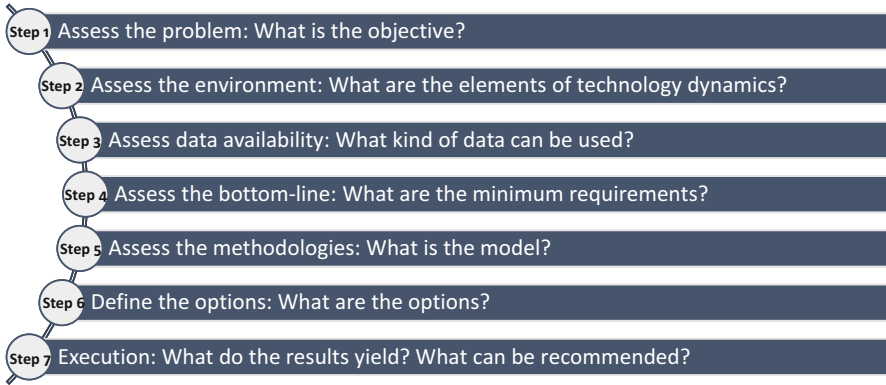 Step 1 Assess the problem: What is the objective?
Step 2 Assess the environment: What are the elements of technology dynamics?
Step 3 Assess data availability: What kind of data can be used?
Step 4 Assess the bottom-line: What are the minimum requirements?
Step 5 Assess the methodologies: What is the model?
Step 6 Define the options: What are the options?
Step 7 Execution: What do the results yield? What can be recommended?